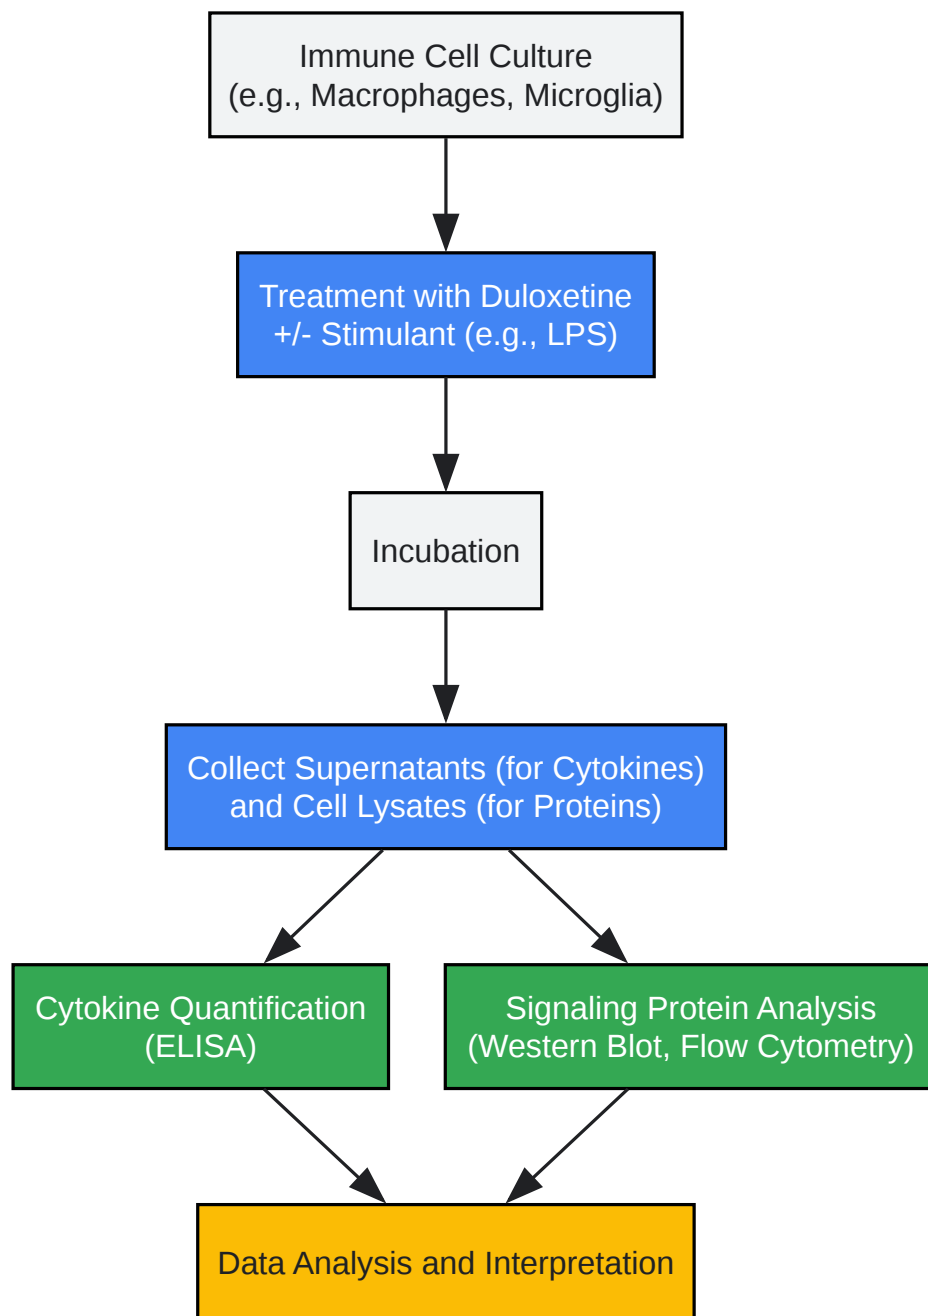 Immune Cell Culture
(e.g., Macrophages, Microglia)
Treatment with Duloxetine
+/- Stimulant (e.g., LPS)
Incubation
Collect Supernatants (for Cytokines)
and Cell Lysates (for Proteins)
Cytokine Quantification
(ELISA)
Signaling Protein Analysis
(Western Blot, Flow Cytometry)
Data Analysis and Interpretation